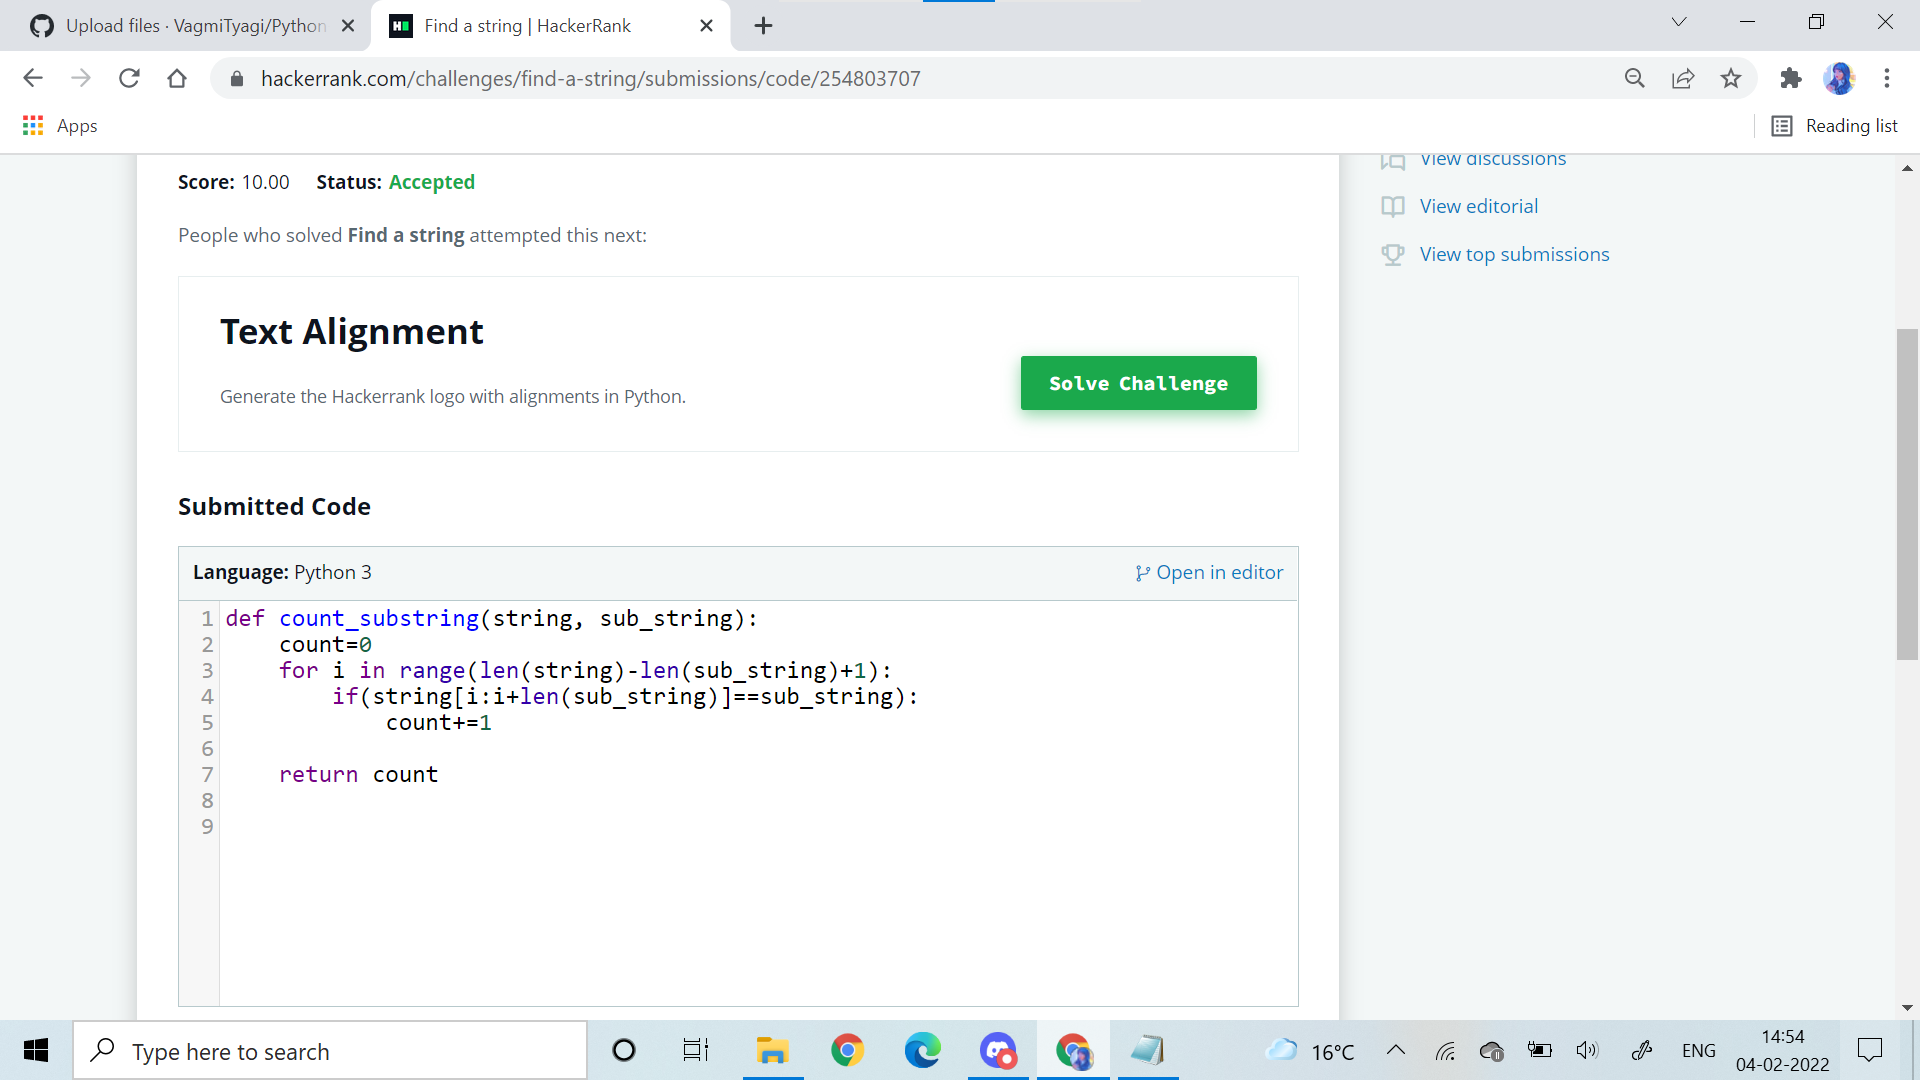 Upload files · VagmiTyagi/Python
Find a string | HackerRank
hackerrank.com/challenges/find-a-string/submissions/code/254803707
Apps
Reading list
Score: 10.00 Status: Accepted
People who solved Find a string attempted this next:
Text Alignment
Generate the Hackerrank logo with alignments in Python.
Solve Challenge
View discussions
View editorial
View top submissions
Submitted Code
Language: Python 3
Open in editor
1 def count_substring(string, sub_string):
2     count=0
3     for i in range(len(string)-len(sub_string)+1):
4         if(string[i:i+len(sub_string)]==sub_string):
5             count+=1
6
7     return count
8
9
Type here to search
16°C
ENG
14:54
04-02-2022